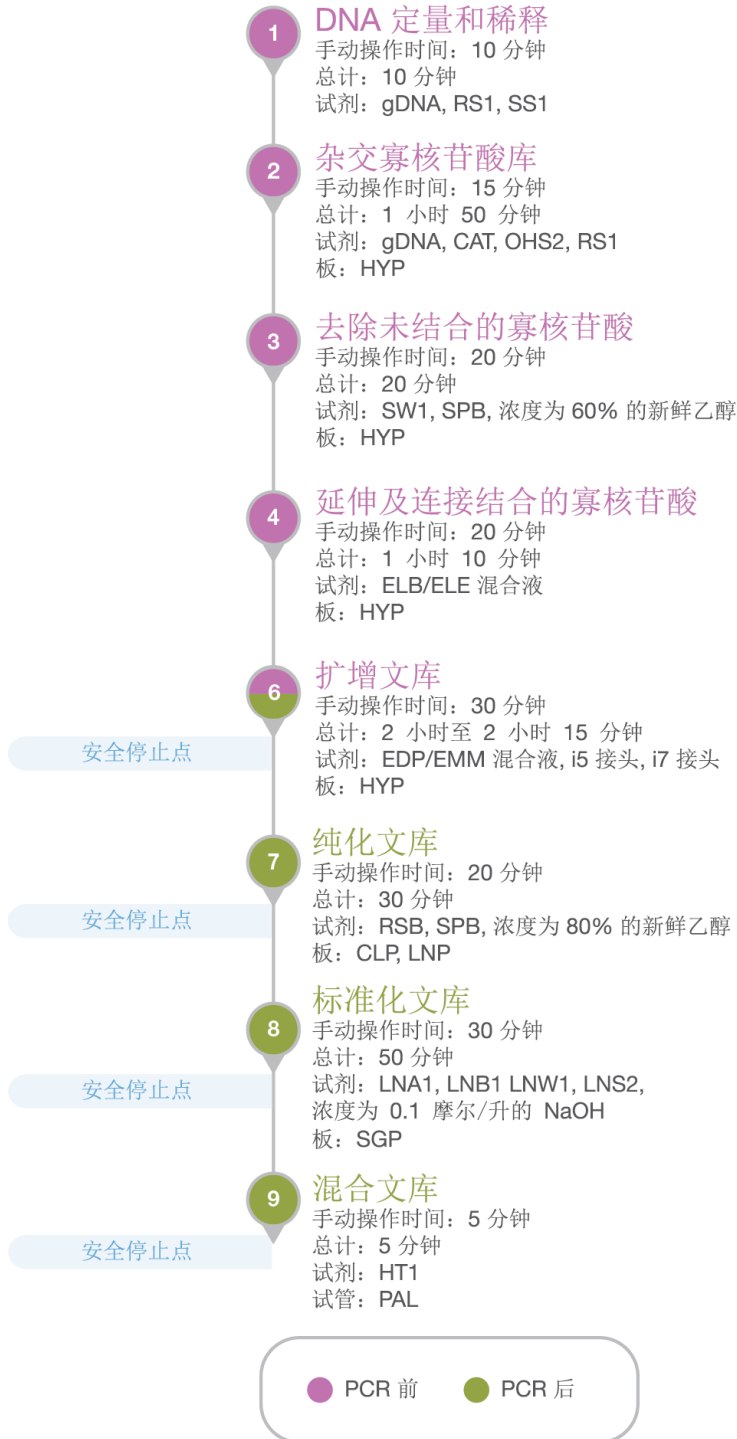 1
DNA 定量和稀释
手动操作时间：10 分钟
总计：10 分钟
试剂：gDNA, RS1, SS1
2
杂交寡核苷酸库
手动操作时间：15 分钟
总计：1 小时 50 分钟
试剂：gDNA, CAT, OHS2, RS1
板：HYP
3
去除未结合的寡核苷酸
手动操作时间：20 分钟
总计：20 分钟
试剂：SW1, SPB, 浓度为 60% 的新鲜乙醇
板：HYP
4
延伸及连接结合的寡核苷酸
手动操作时间：20 分钟
总计：1 小时 10 分钟
试剂：ELB/ELE 混合液
板：HYP
6
扩增文库
手动操作时间：30 分钟
总计：2 小时至 2 小时 15 分钟
试剂：EDP/EMM 混合液, i5 接头, i7 接头
板：HYP
安全停止点
7
纯化文库
手动操作时间：20 分钟
总计：30 分钟
试剂：RSB, SPB, 浓度为 80% 的新鲜乙醇
板：CLP, LNP
安全停止点
8
标准化文库
手动操作时间：30 分钟
总计：50 分钟
试剂：LNA1, LNB1 LNW1, LNS2,
浓度为 0.1 摩尔/升的 NaOH
板：SGP
安全停止点
9
混合文库
手动操作时间：5 分钟
总计：5 分钟
试剂：HT1
试管：PAL
安全停止点
PCR 前
PCR 后